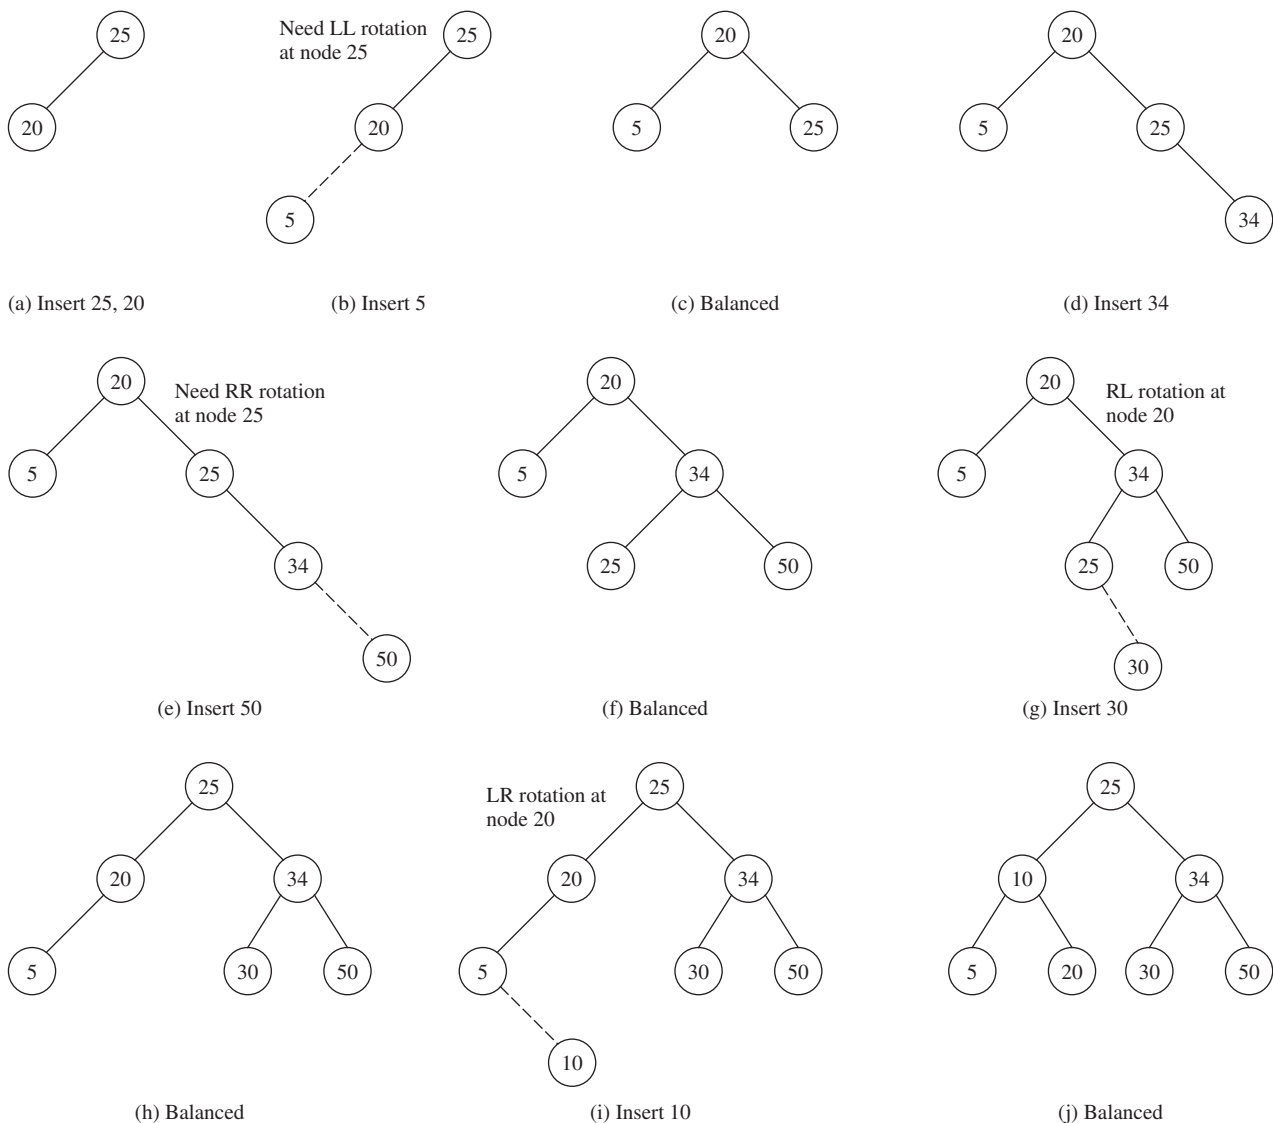 25
20
(a) Insert 25, 20
Need LL rotation
at node 25
25
20
5
(b) Insert 5
20
5
25
(c) Balanced
20
5
25
34
(d) Insert 34
20
Need RR rotation
at node 25
5
25
34
50
(e) Insert 50
20
5
34
25
50
(f) Balanced
20
RL rotation at
node 20
5
34
25
50
30
(g) Insert 30
25
20
34
5
30
50
(h) Balanced
25
LR rotation at
node 20
20
34
5
30
50
10
(i) Insert 10
25
10
34
5
20
30
50
(j) Balanced